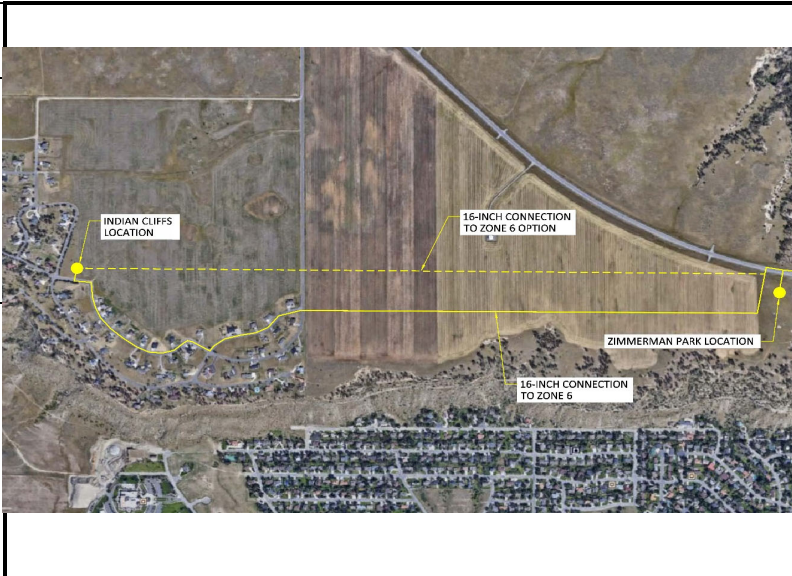 INDIAN CLIFFS
LOCATION
16-INCH CONNECTION
TO ZONE 6 OPTION
ZIMMERMAN PARK LOCATION
16-INCH CONNECTION
TO ZONE 6